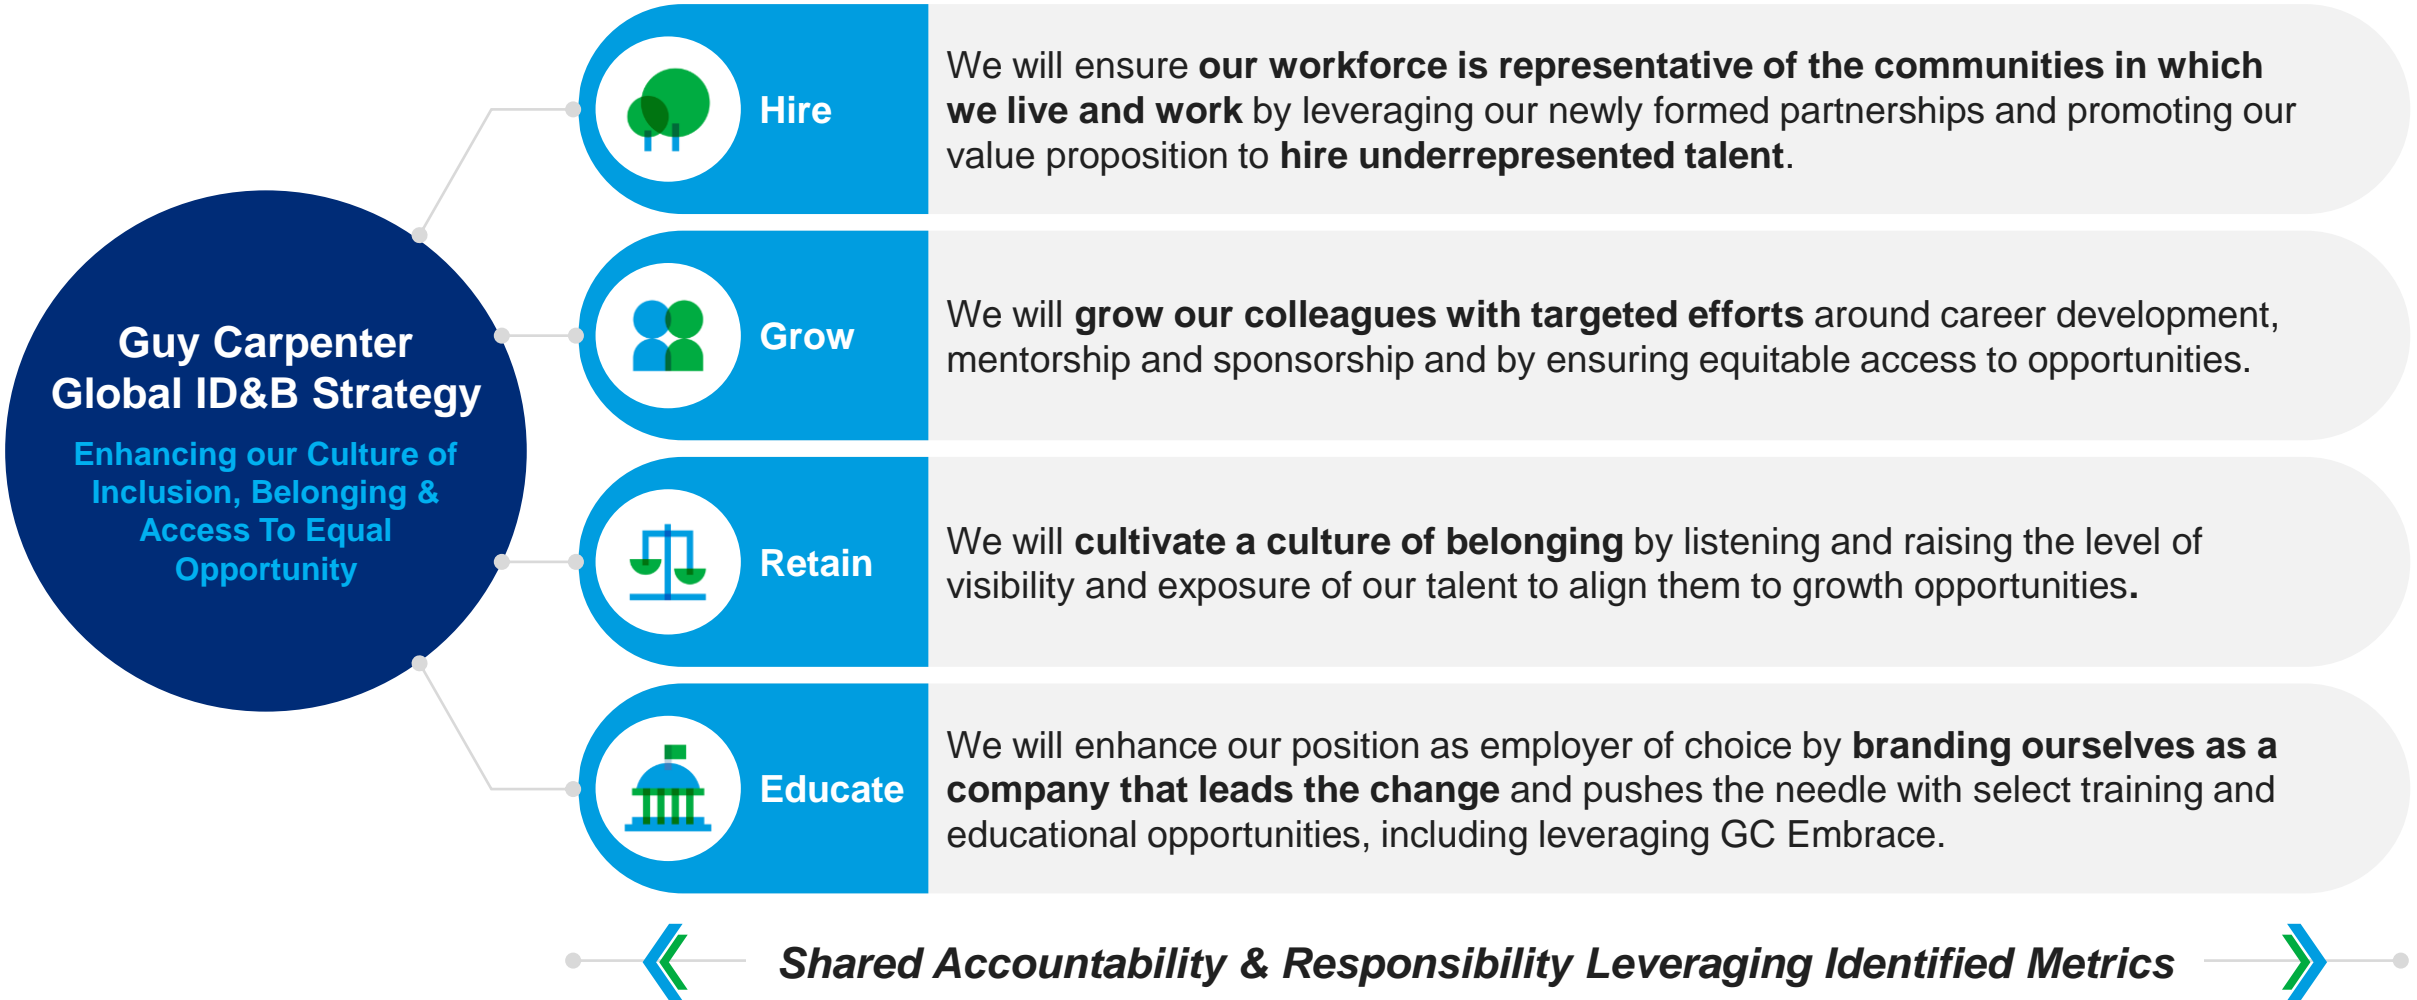 Guy Carpenter
Global ID&B Strategy
Enhancing our Culture of
Inclusion, Belonging &
Access To Equal
Opportunity
Hire
We will ensure our workforce is representative of the communities in which
we live and work by leveraging our newly formed partnerships and promoting our
value proposition to hire underrepresented talent.
Grow
We will grow our colleagues with targeted efforts around career development,
mentorship and sponsorship and by ensuring equitable access to opportunities.
Retain
We will cultivate a culture of belonging by listening and raising the level of
visibility and exposure of our talent to align them to growth opportunities.
Educate
We will enhance our position as employer of choice by branding ourselves as a
company that leads the change and pushes the needle with select training and
educational opportunities, including leveraging GC Embrace.
Shared Accountability & Responsibility Leveraging Identified Metrics